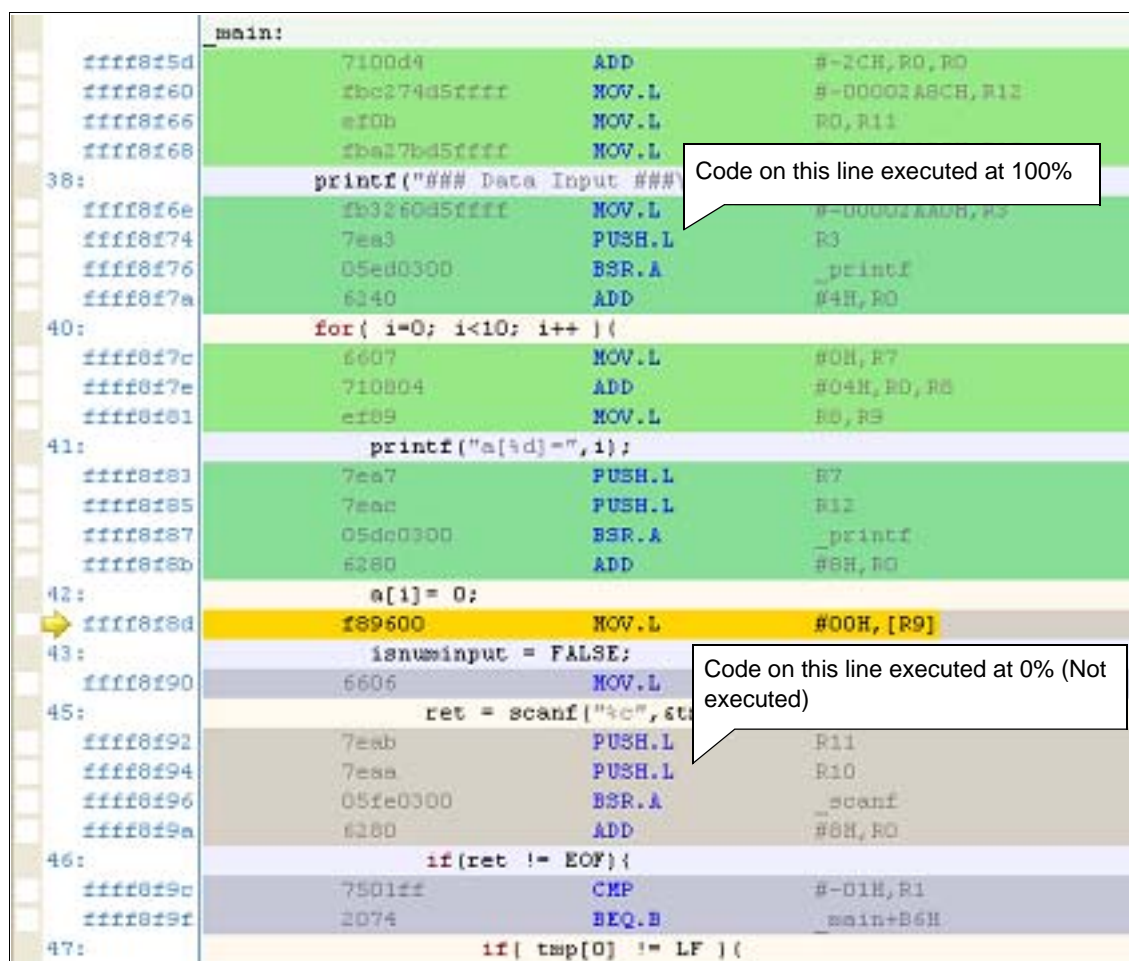 _main:
ffff8f5d 7100d4 ADD #-2CH,R0,R0
ffff8f60 fbc274d5ffff MOV.L #-00002A8CH,R12
ffff8f66 ef0b MOV.L R0,R11
ffff8f68 fba27bd5ffff MOV.L
Code on this line executed at 100%
38: printf("### Data Input ###\
ffff8f6e fb3260d5ffff MOV.L #-00002AA0H,R3
ffff8f74 7ea3 PUSH.L R3
ffff8f76 05ed0300 BSR.A _printf
ffff8f7a 6240 ADD #4H,R0
40: for( i=0; i<10; i++ ){
ffff8f7c 6607 MOV.L #0H,R7
ffff8f7e 710804 ADD #04H,R0,R8
ffff8f81 ef89 MOV.L R8,R9
41: printf("a[%d]=",i);
ffff8f83 7ea7 PUSH.L R7
ffff8f85 7eac PUSH.L R12
ffff8f87 05dc0300 BSR.A _printf
ffff8f8b 6280 ADD #8H,R0
42: a[i]= 0;
ffff8f8d f89600 MOV.L #00H,[R9]
43: isnuminput = FALSE;
Code on this line executed at 0% (Not
executed)
ffff8f90 6606 MOV.L
45: ret = scanf("%c",&t
ffff8f92 7eab PUSH.L R11
ffff8f94 7eaa PUSH.L R10
ffff8f96 05fe0300 BSR.A _scanf
ffff8f9a 6280 ADD #8H,R0
46: if(ret != EOF){
ffff8f9c 7501ff CMP #-01H,R1
ffff8f9f 2074 BEQ.B _main+B6H
47: if( tmp[0] != LF ){